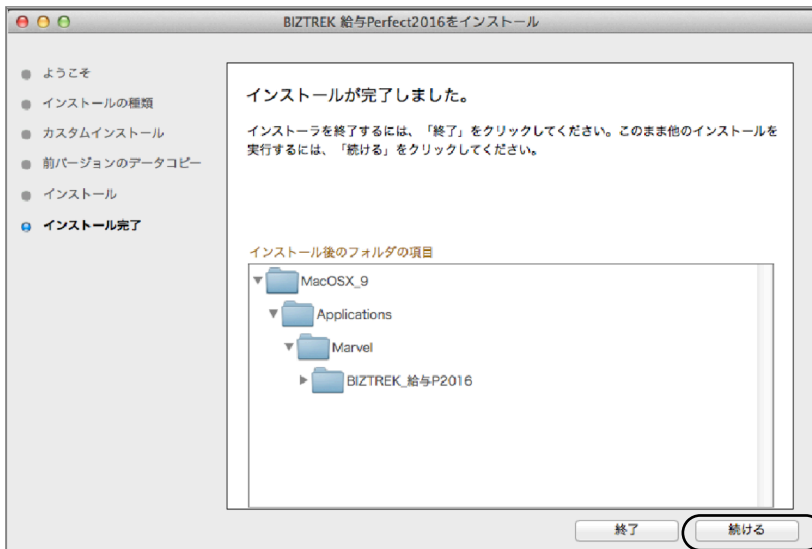 BIZTREK 給与Perfect2016をインストール
ようこそ
インストールの種類
カスタムインストール
前バージョンのデータコピー
インストール
インストール完了
インストールが完了しました。
インストーラを終了するには、「終了」をクリックしてください。このまま他のインストールを
実行するには、「続ける」をクリックしてください。
インストール後のフォルダの項目
MacOSX_9
Applications
Marvel
BIZTREK_給与P2016
終了
続ける